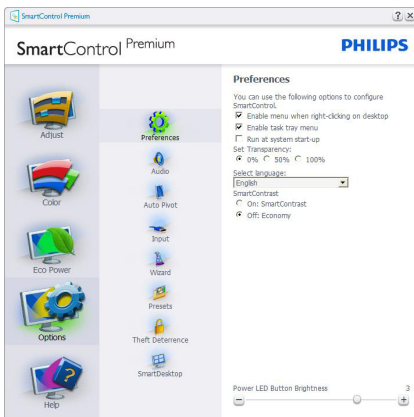 SmartControl Premium
SmartControl Premium
PHILIPS
Adjust
Color
Eco Power
Options
Help
Preferences
Audio
Auto Pivot
Input
Wizard
Presets
Theft Deterrence
SmartDesktop
Preferences
You can use the following options to configure
SmartControl.
Enable menu when right-clicking on desktop
Enable task tray menu
Run at system start-up
Set Transparency:
0% 50% 100%
Select language:
English
SmartContrast
On: SmartContrast
Off: Economy
Power LED Button Brightness 3